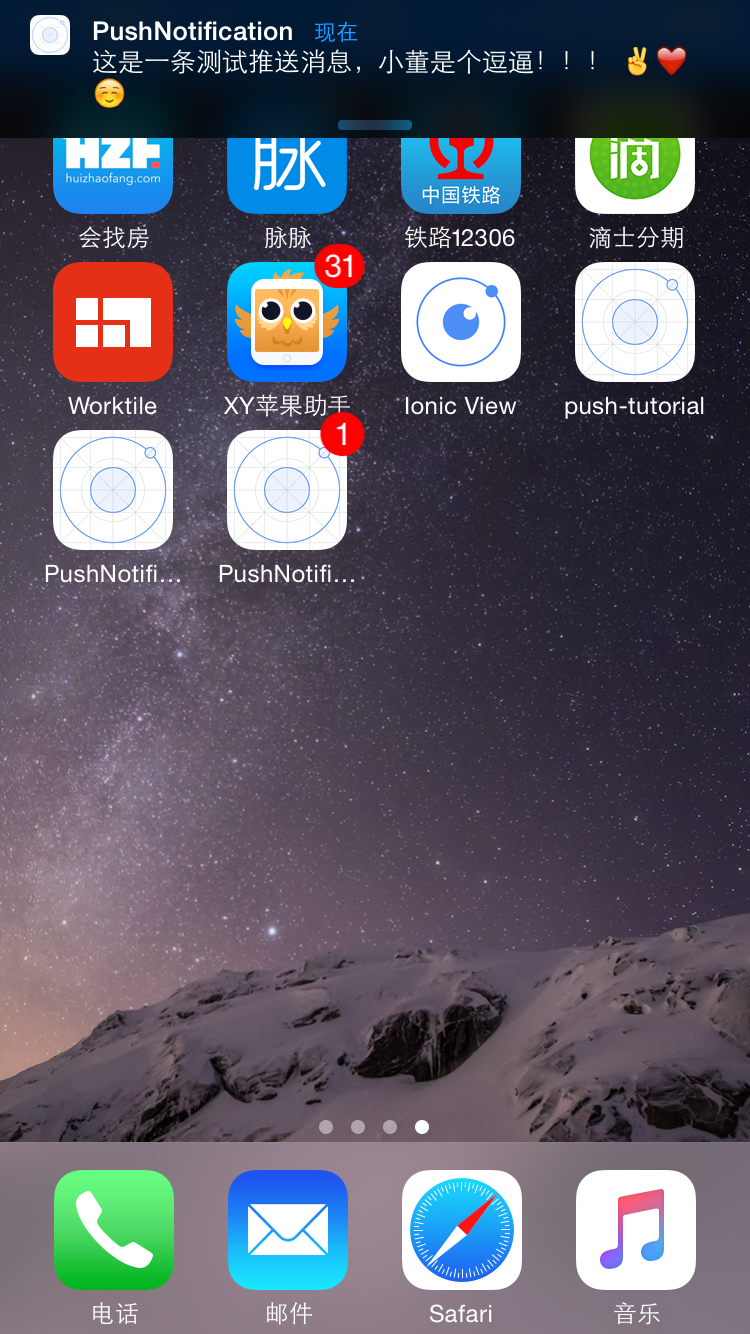 PushNotification 现在
这是一条测试推送消息，小董是个逗逼！！！ ✌️❤️
☺️
HZF
huizhaofang.com
脉
中国铁路
滴
会找房 脉脉 铁路12306 滴士分期
31
Worktile XY苹果助手 Ionic View push-tutorial
1
PushNotifi… PushNotifi…
电话 邮件 Safari 音乐